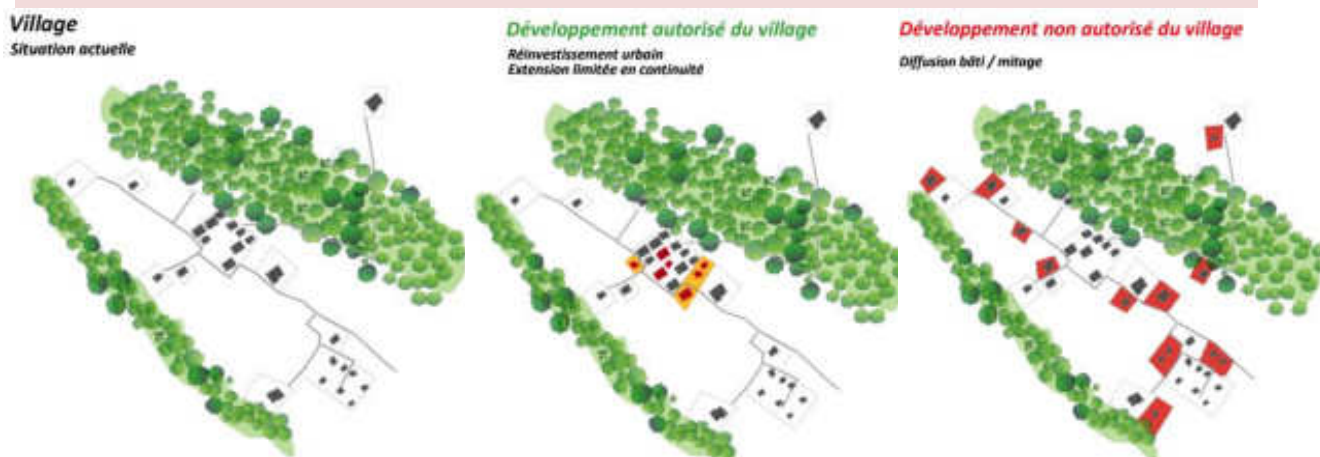 Village
Situation actuelle
Développement autorisé du village
Réinvestissement urbain
Extension limitée en continuité
Développement non autorisé du village
Diffusion bâti / mitage